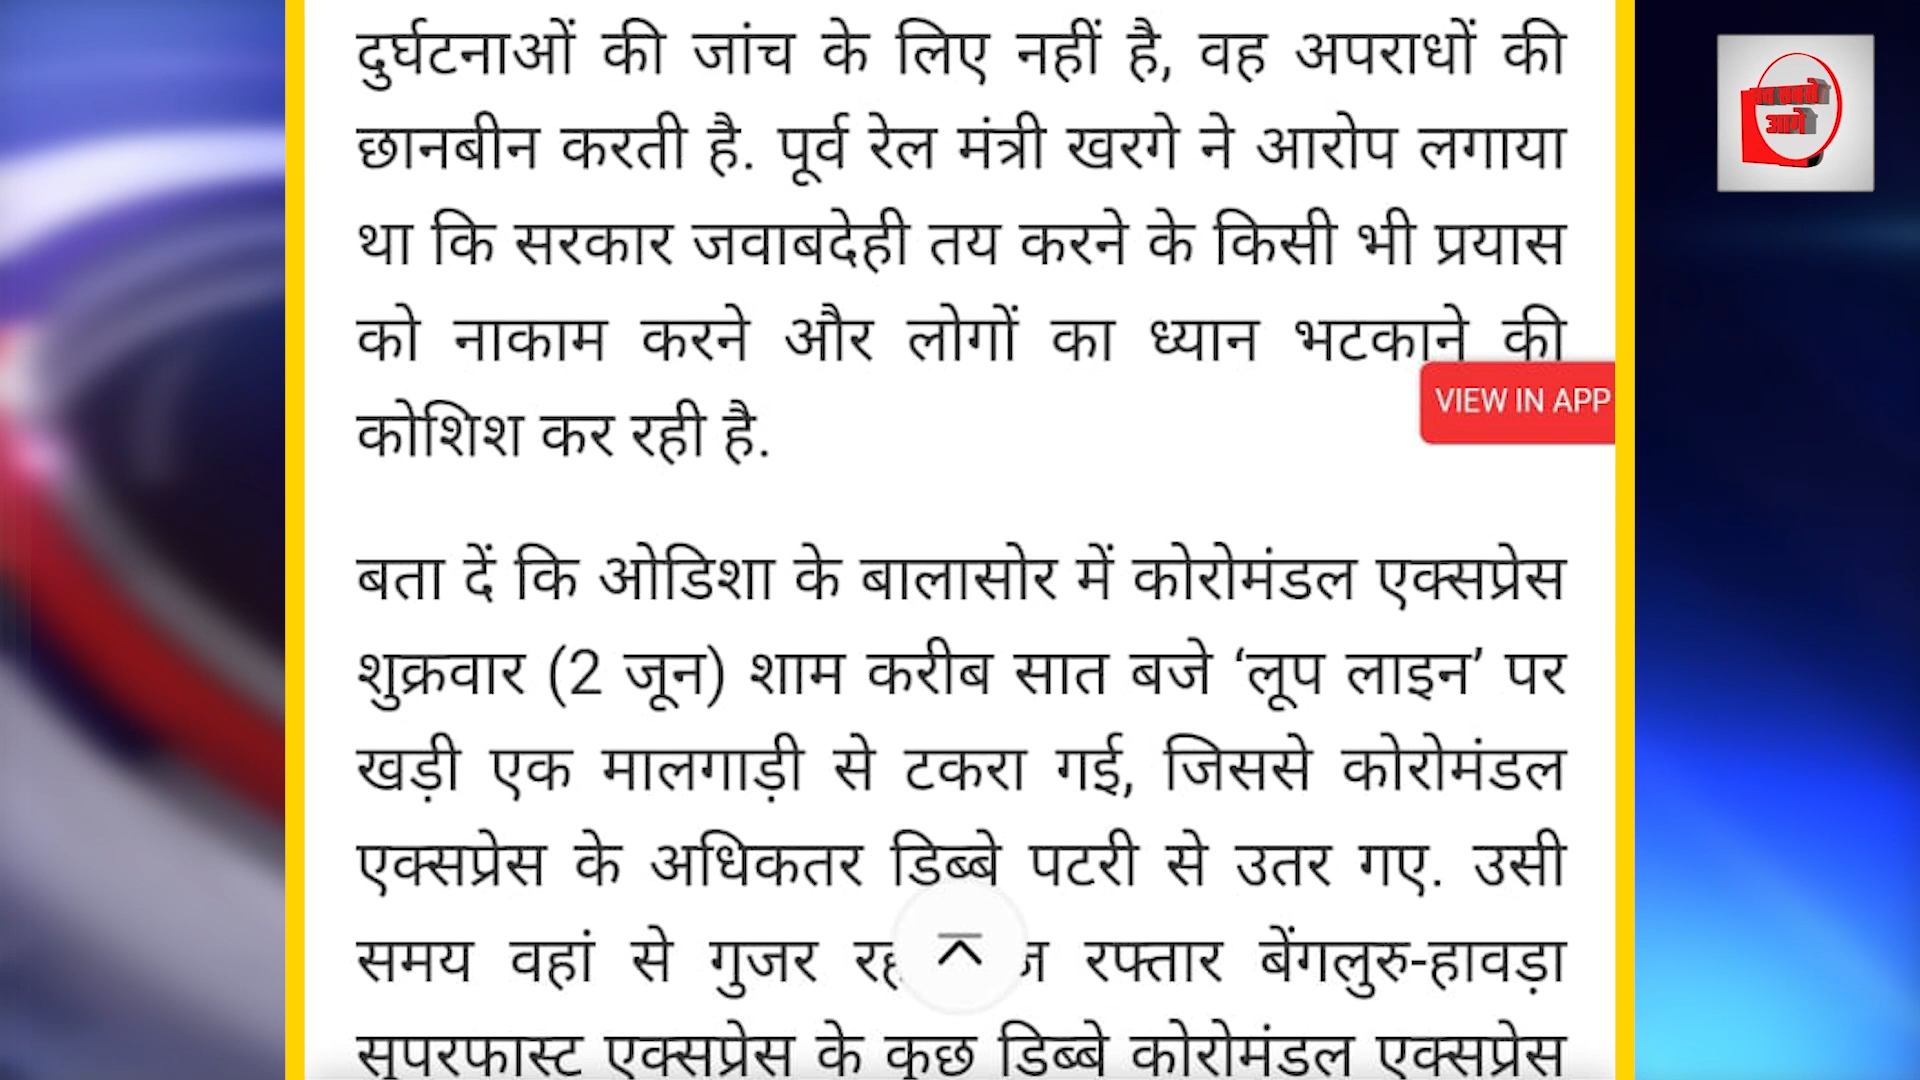 दुर्घटनाओं की जांच के लिए नहीं है, वह अपराधों की
छानबीन करती है. पूर्व रेल मंत्री खरगे ने आरोप लगाया
था कि सरकार जवाबदेही तय करने के किसी भी प्रयास
को नाकाम करने और लोगों का ध्यान भटकाने की
VIEW IN APP
कोशिश कर रही है.
बता दें कि ओडिशा के बालासोर में कोरोमंडल एक्सप्रेस
शुक्रवार (2 जून) शाम करीब सात बजे ‘लूप लाइन’ पर
खड़ी एक मालगाड़ी से टकरा गई, जिससे कोरोमंडल
एक्सप्रेस के अधिकतर डिब्बे पटरी से उतर गए. उसी
समय वहां से गुजर रफ्तार बेंगलुरु-हावड़ा
सुपरफास्ट एक्सप्रेस के कुछ डिब्बे कोरोमंडल एक्सप्रेस
आगे